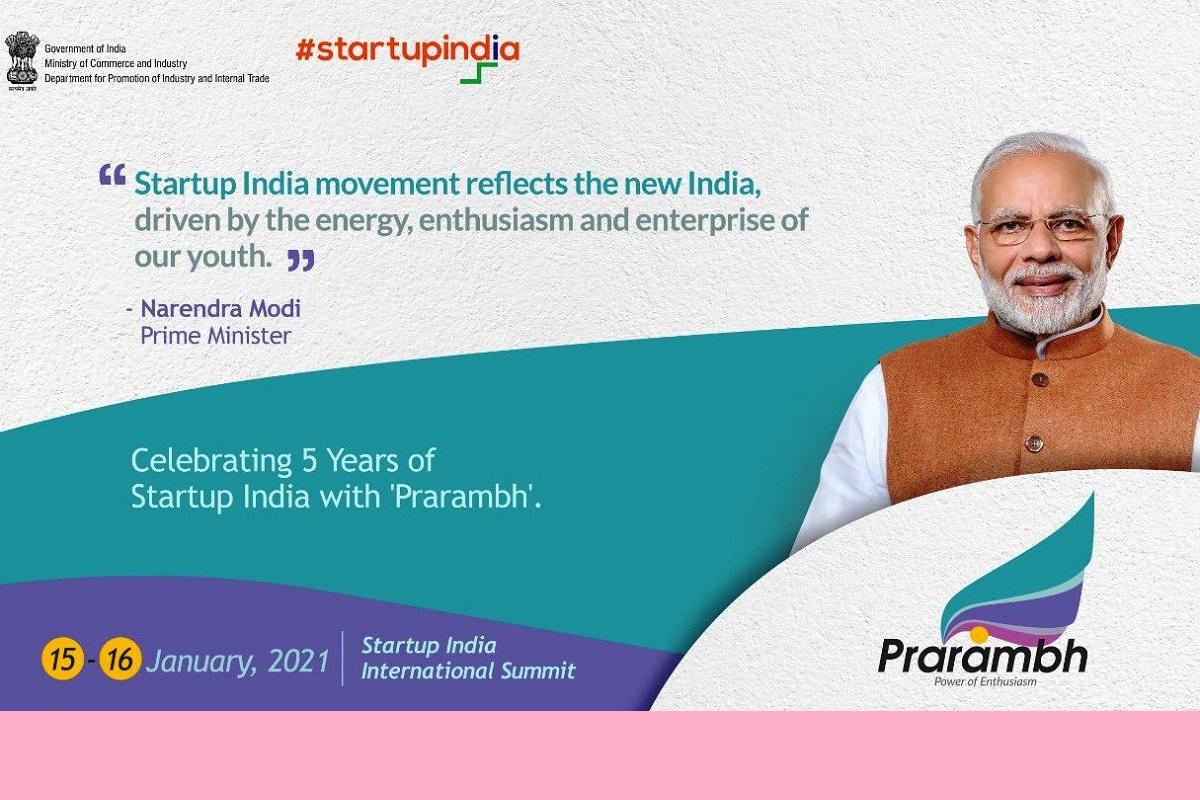 Government of India
Ministry of Commerce and Industry
Department for Promotion of Industry and Internal Trade
सत्यमेव जयते
#startupindia
“ Startup India movement reflects the new India,
driven by the energy, enthusiasm and enterprise of
our youth. ”
- Narendra Modi
Prime Minister
Celebrating 5 Years of
Startup India with 'Prarambh'.
15 - 16 January, 2021
Startup India
International Summit
Prarambh
Power of Enthusiasm